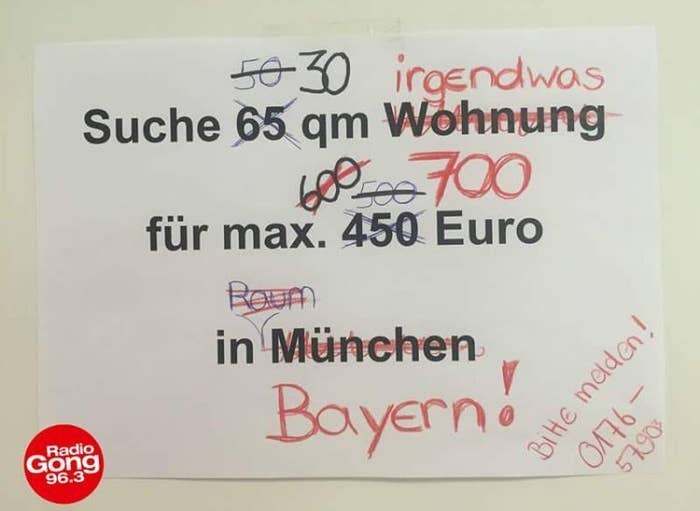 50 30 irgendwas
Suche 65 qm Wohnung
600 500 700
für max. 450 Euro
Raum
in München
Bayern!
Bitte melden!
0176-
Radio
Gong
96.3